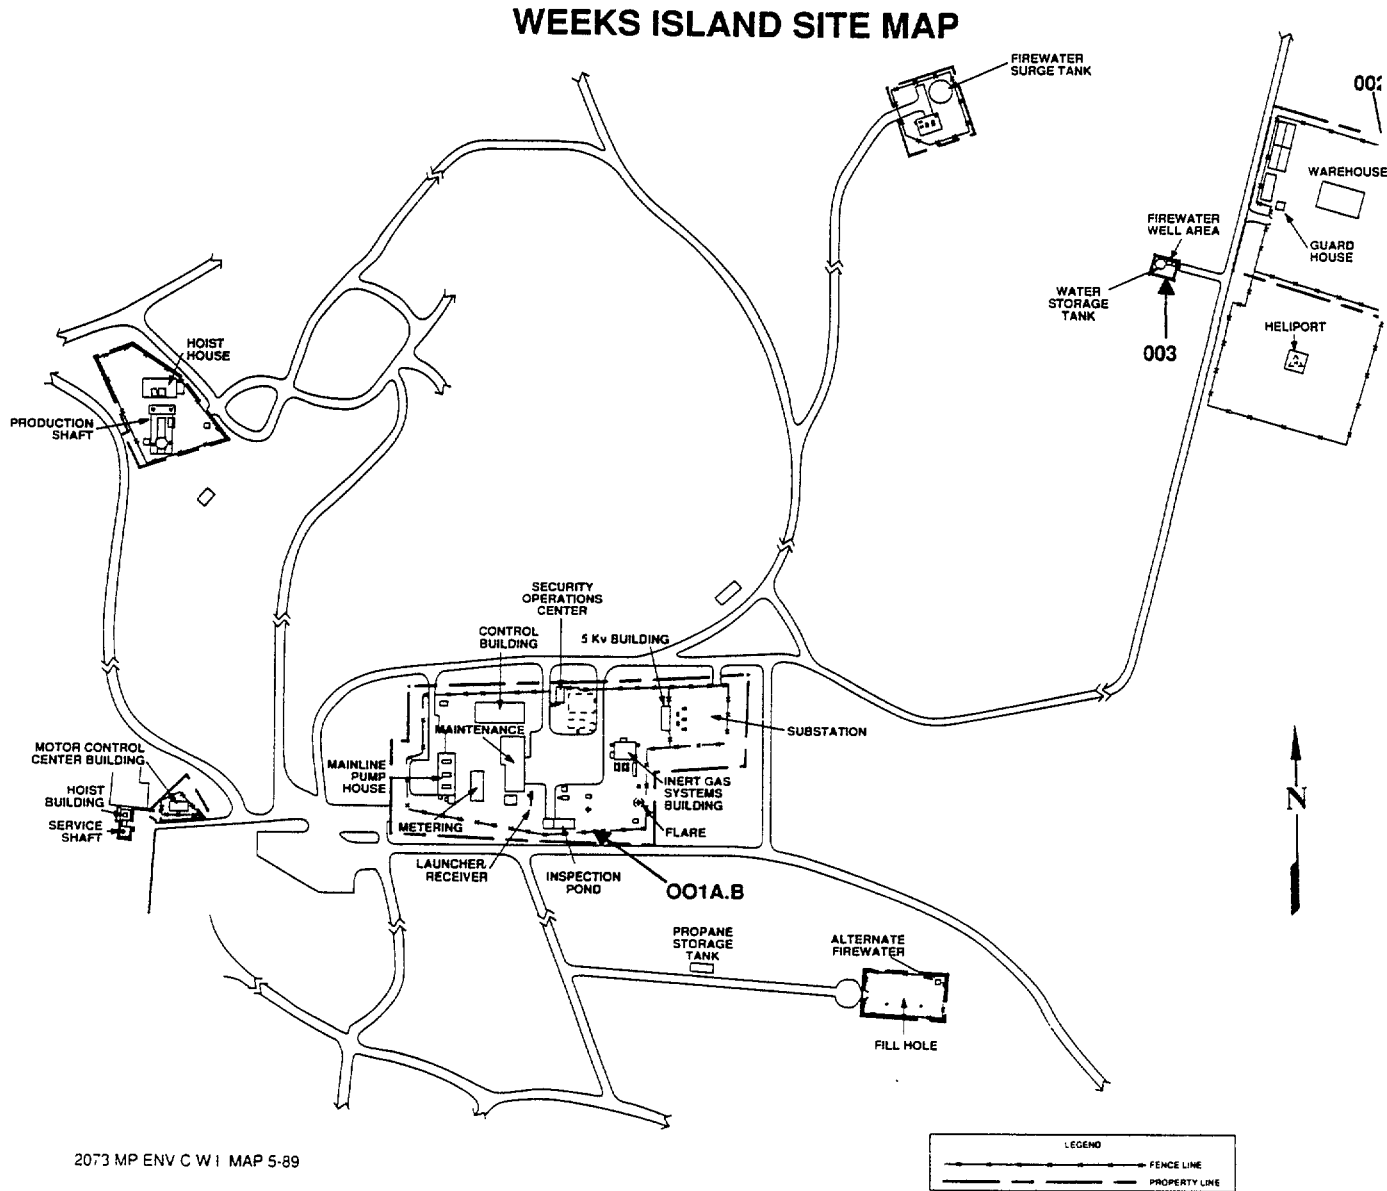 WEEKS ISLAND SITE MAP
FIREWATER
SURGE TANK
002
WAREHOUSE
FIREWATER
WELL AREA
GUARD
HOUSE
WATER
STORAGE
TANK
HELIPORT
003
HOIST
HOUSE
PRODUCTION
SHAFT
SECURITY
OPERATIONS
CENTER
CONTROL
BUILDING
5 Kv BUILDING
SUBSTATION
MAINTENANCE
MOTOR CONTROL
CENTER BUILDING
MAINLINE
PUMP
HOUSE
INERT GAS
SYSTEMS
BUILDING
HOIST
BUILDING
SERVICE
SHAFT
METERING
FLARE
LAUNCHER
RECEIVER
INSPECTION
POND
OO1A.B
N
PROPANE
STORAGE
TANK
ALTERNATE
FIREWATER
FILL HOLE
2073 MP ENV C W I MAP 5-89
LEGEND
FENCE LINE
PROPERTY LINE